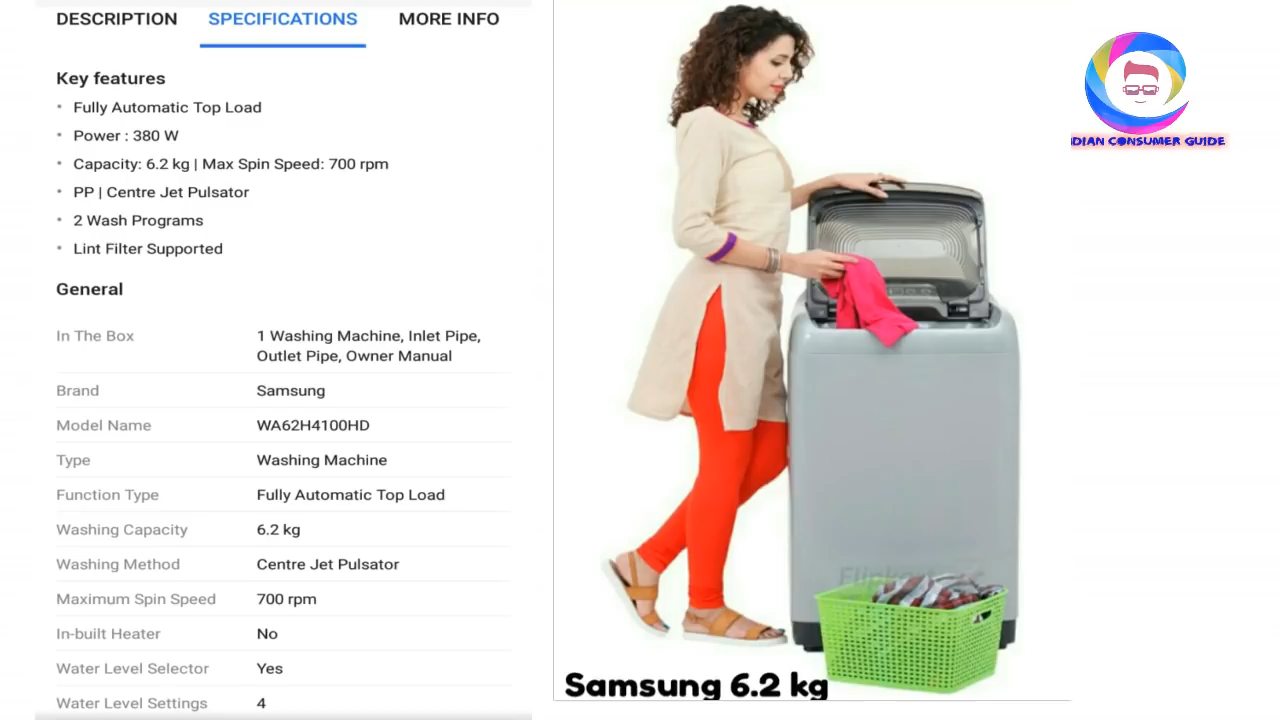 DESCRIPTION SPECIFICATIONS MORE INFO
Key features
• Fully Automatic Top Load
• Power : 380 W
• Capacity: 6.2 kg | Max Spin Speed: 700 rpm
• PP | Centre Jet Pulsator
• 2 Wash Programs
• Lint Filter Supported
General
In The Box 1 Washing Machine, Inlet Pipe,
Outlet Pipe, Owner Manual
Brand Samsung
Model Name WA62H4100HD
Type Washing Machine
Function Type Fully Automatic Top Load
Washing Capacity 6.2 kg
Washing Method Centre Jet Pulsator
Maximum Spin Speed 700 rpm
In-built Heater No
Water Level Selector Yes
Water Level Settings 4
NDIAN CONSUMER GUIDE
Flipkart
Samsung 6.2 kg